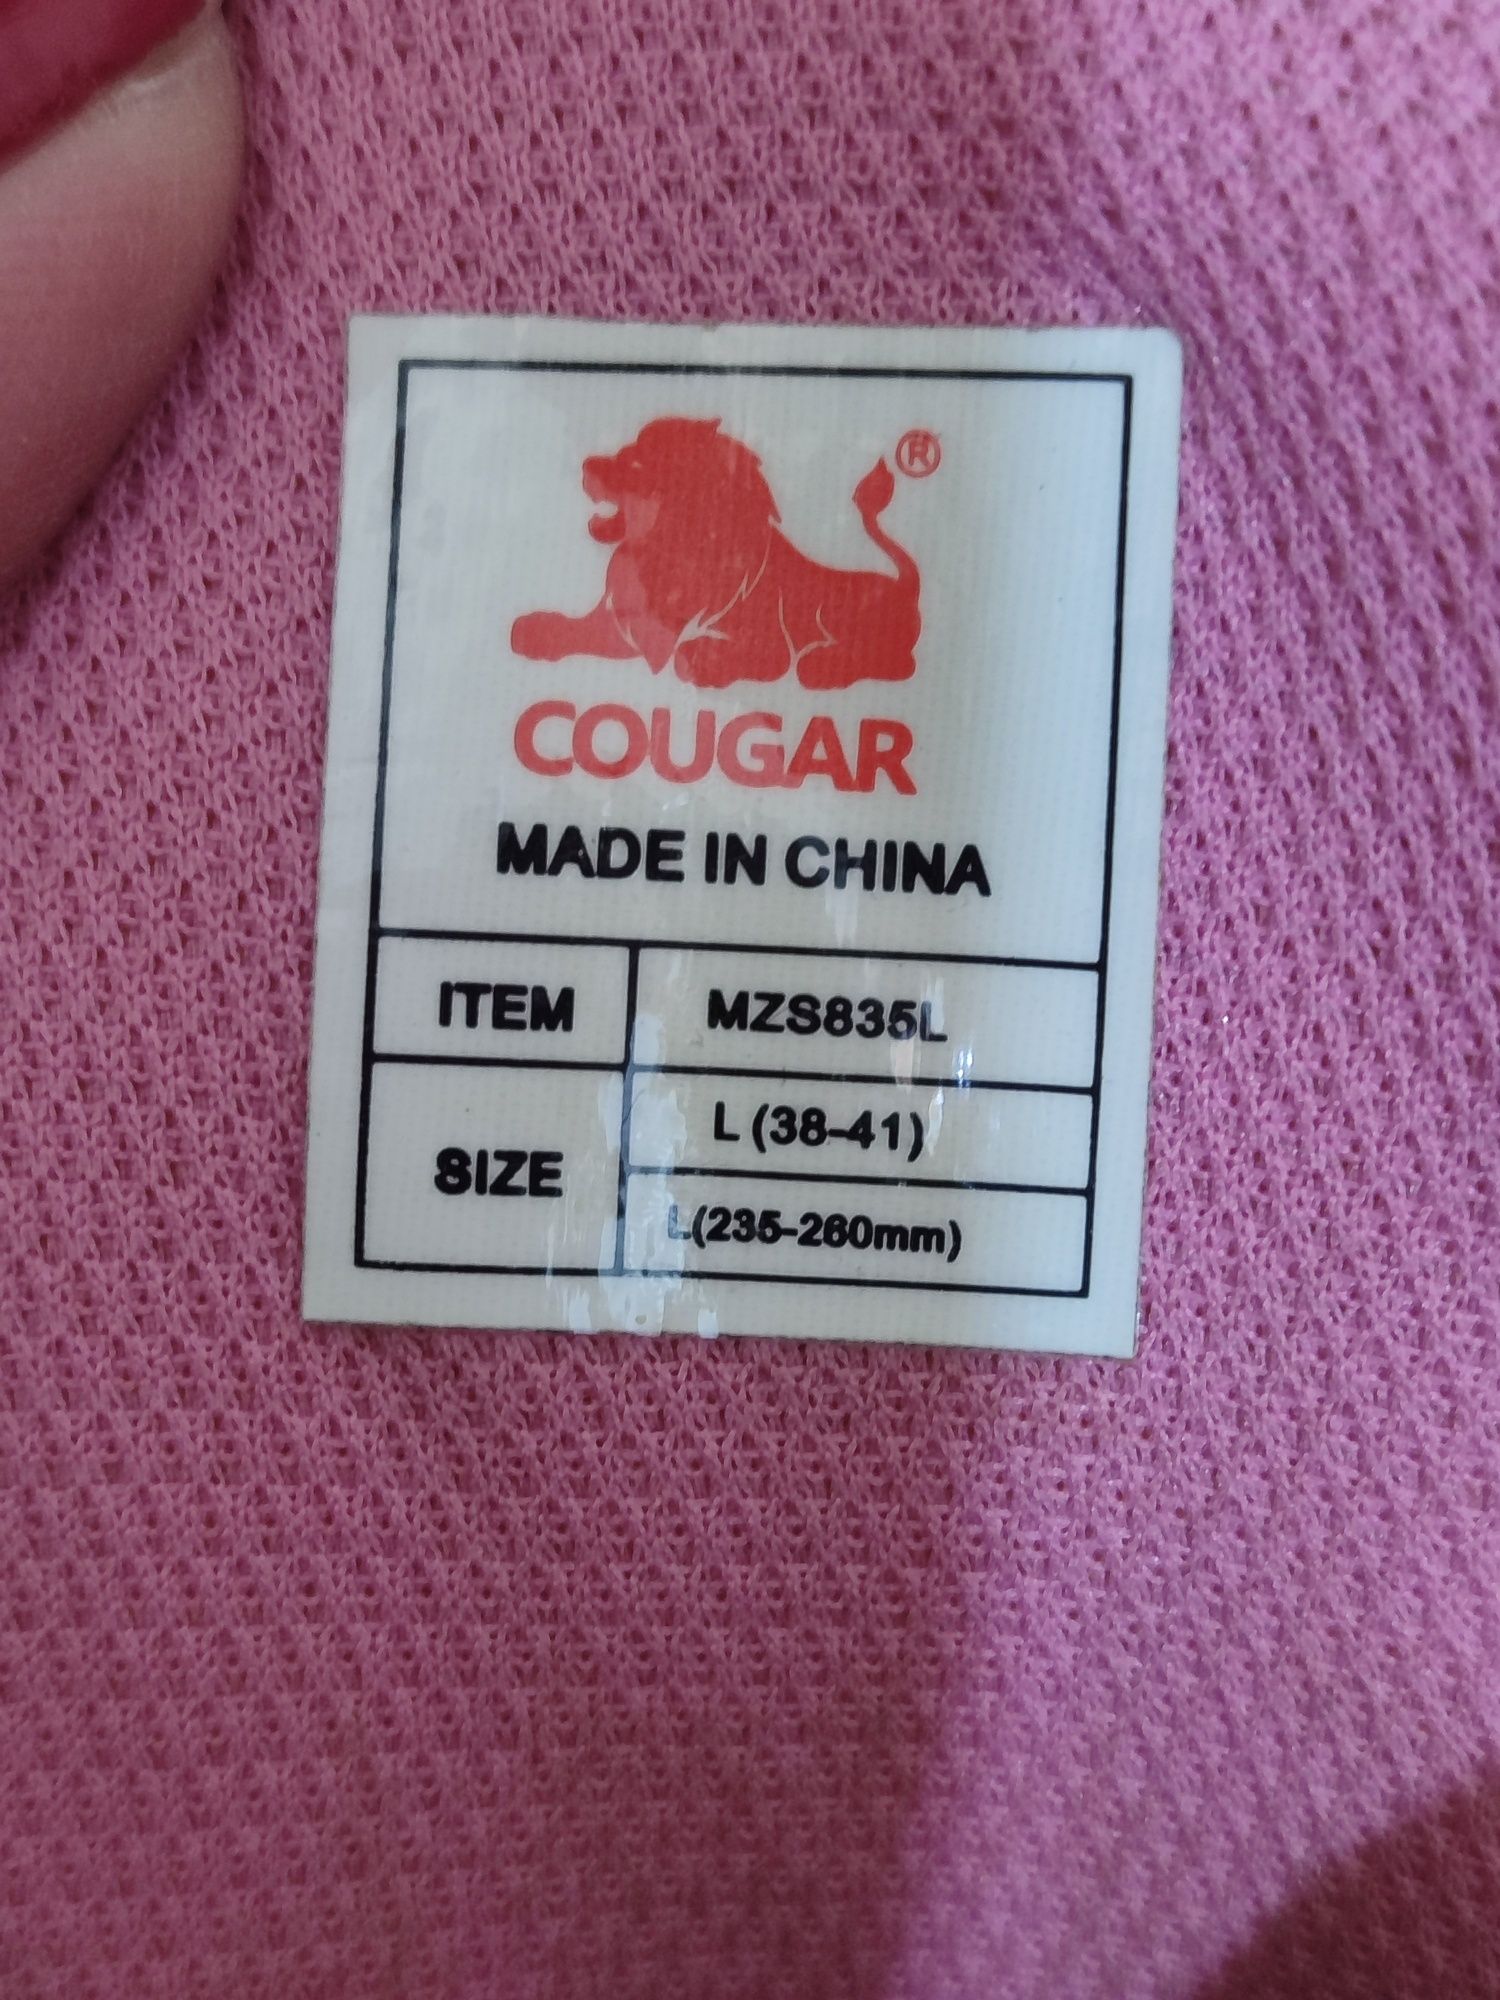 ®
COUGAR
MADE IN CHINA
ITEM MZS835L
SIZE L (38-41)
L(235-260mm)